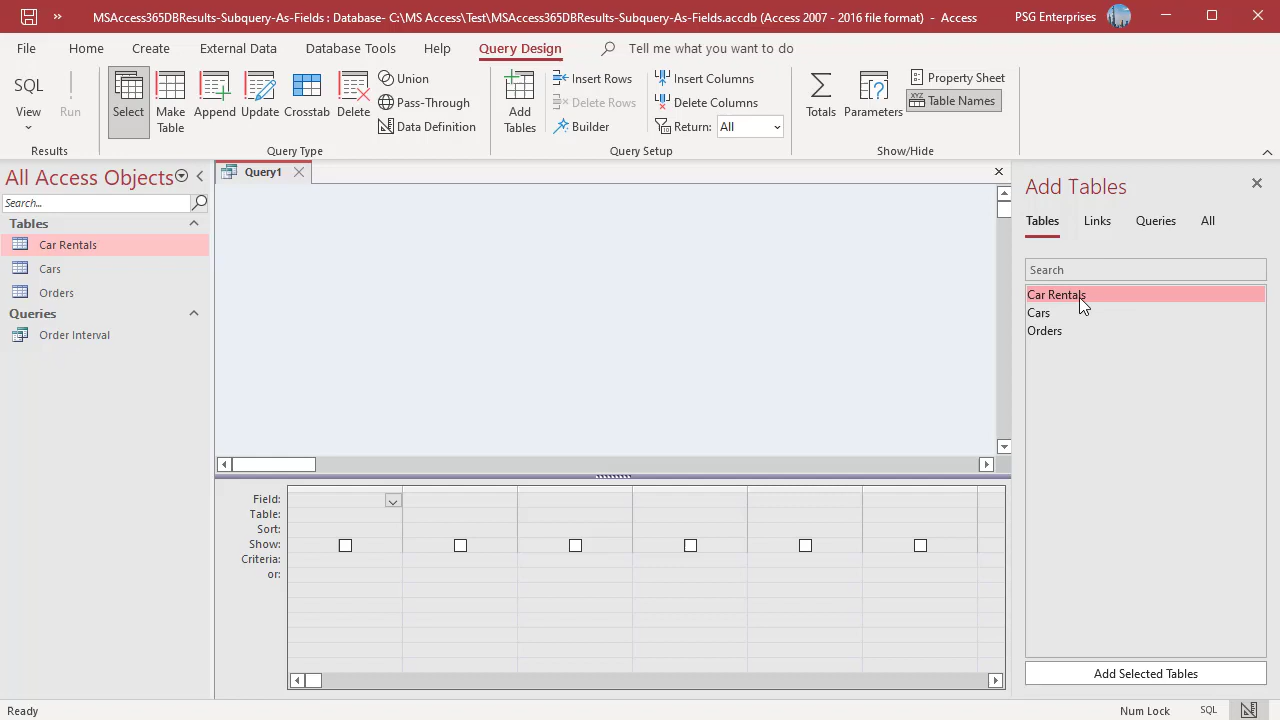 MSAccess365DBResults-Subquery-As-Fields : Database- C:\MS Access\Test\MSAccess365DBResults-Subquery-As-Fields.accdb (Access 2007 - 2016 file format) - Access
PSG Enterprises
File Home Create External Data Database Tools Help Query Design Tell me what you want to do
SQL
View
Run
Results
Select
Make Table
Append
Update
Crosstab
Delete
Union
Pass-Through
Data Definition
Query Type
Add Tables
Insert Rows
Delete Rows
Builder
Insert Columns
Delete Columns
Return: All
Query Setup
Totals
Parameters
Property Sheet
XYZ Table Names
Show/Hide
All Access Objects
Search...
Tables
Car Rentals
Cars
Orders
Queries
Order Interval
Query1
Field:
Table:
Sort:
Show:
Criteria:
or:
Add Tables
Tables Links Queries All
Search
Car Rentals
Cars
Orders
Add Selected Tables
Ready
Num Lock
SQL